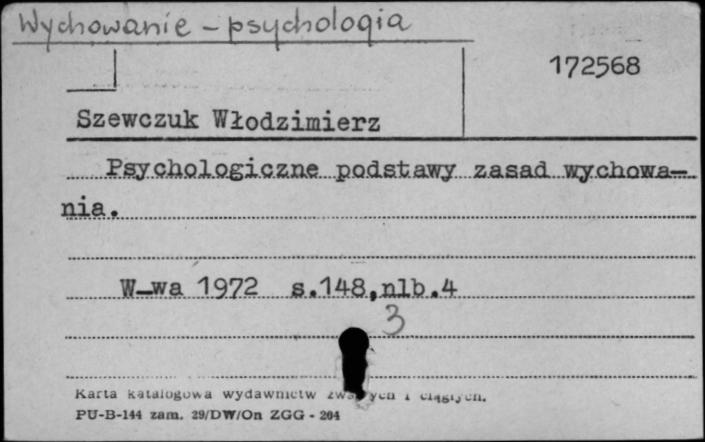 Wychowanie - psychologia
172568
Szewczuk Włodzimierz
Psychologiczne podstawy zasad wychowa-
nia.
W-wa 1972 s.148,nlb.4
3
Karta katalogowa wydawnictw i ciągłych.
PU-B-144 zam. 29/DW/On ZGG - 204